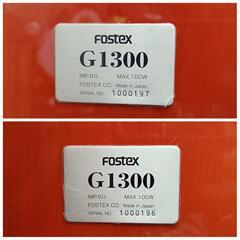 FOSTEX
G1300
IMP.6Ω MAX.100W
FOSTEX CO. Made in Japan
SERIAL NO. 1000197
FOSTEX
G1300
IMP.6Ω MAX.100W
FOSTEX CO. Made in Japan
SERIAL NO. 1000196